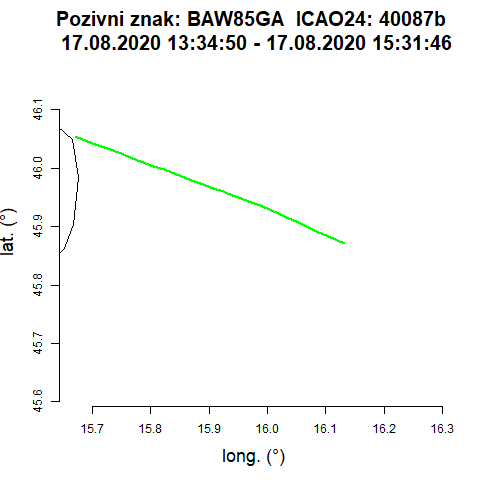 Pozivni znak: BAW85GA  ICAO24: 40087b
17.08.2020 13:34:50 - 17.08.2020 15:31:46
lat. (°)
46.1
46.0
45.9
45.8
45.7
45.6
15.7 15.8 15.9 16.0 16.1 16.2 16.3
long. (°)